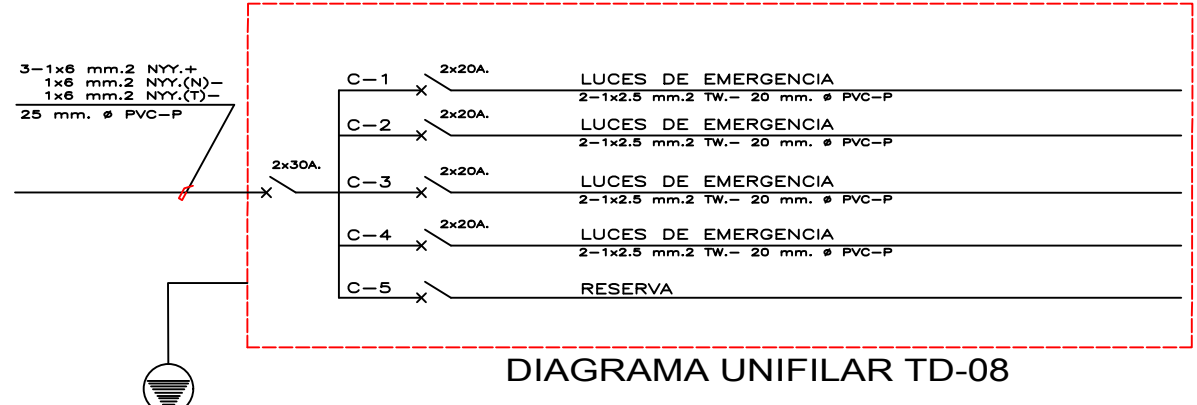 3-1x6 mm.2 NYY.+
1x6 mm.2 NYY.(N)-
1x6 mm.2 NYY.(T)-
25 mm. ø PVC-P
2x30A.
C-1
2x20A.
LUCES DE EMERGENCIA
2-1x2.5 mm.2 TW.- 20 mm. ø PVC-P
C-2
2x20A.
LUCES DE EMERGENCIA
2-1x2.5 mm.2 TW.- 20 mm. ø PVC-P
C-3
2x20A.
LUCES DE EMERGENCIA
2-1x2.5 mm.2 TW.- 20 mm. ø PVC-P
C-4
2x20A.
LUCES DE EMERGENCIA
2-1x2.5 mm.2 TW.- 20 mm. ø PVC-P
C-5
RESERVA
DIAGRAMA UNIFILAR TD-08